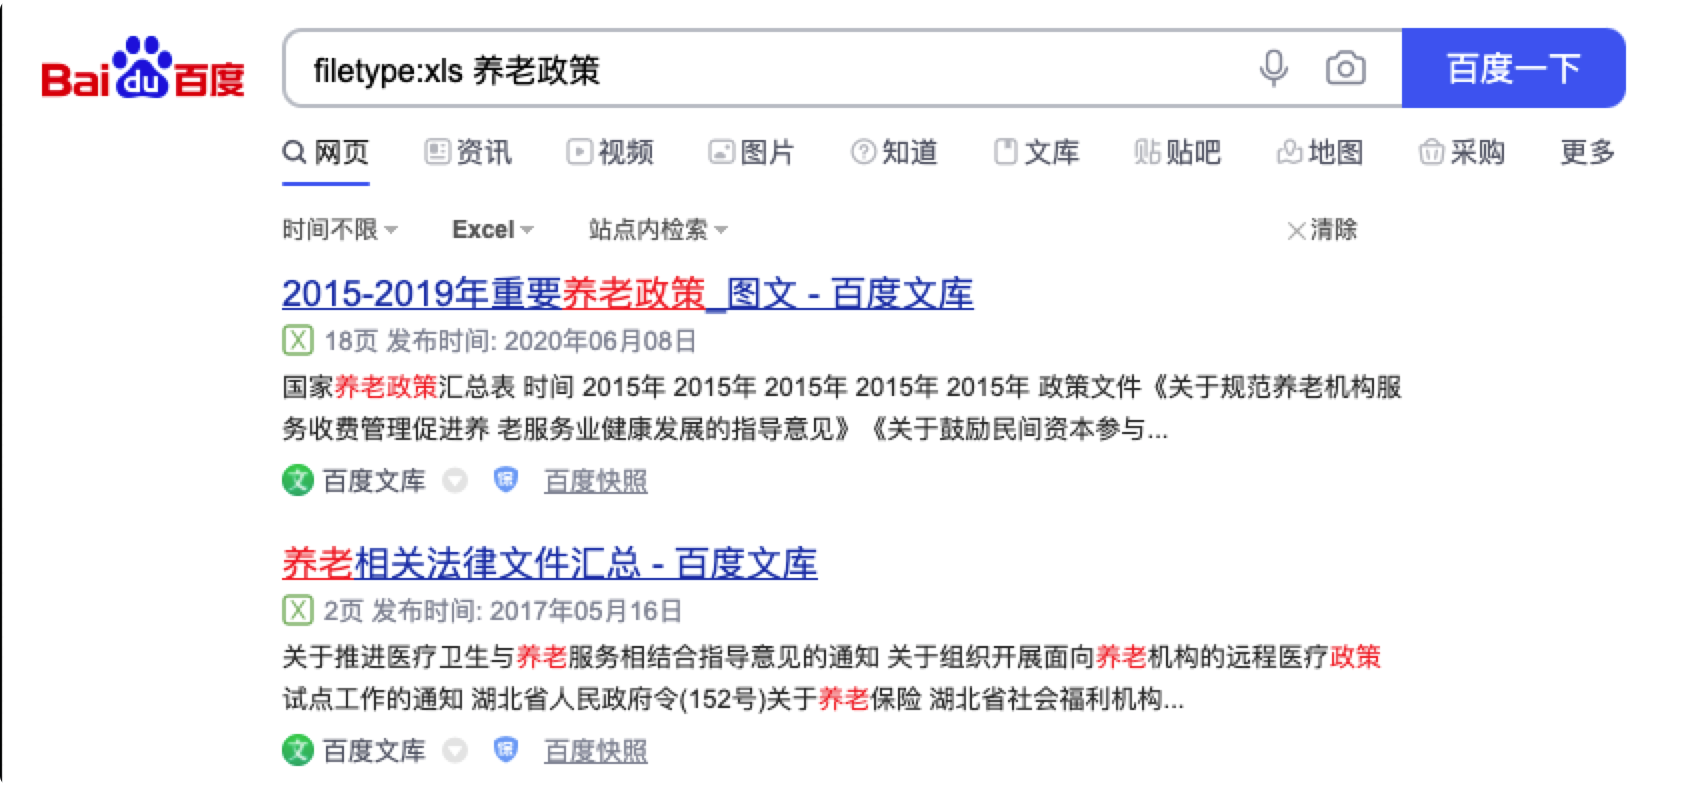 Bai du 百度
filetype:xls 养老政策
百度一下
网页 资讯 视频 图片 知道 文库 贴吧 地图 采购 更多
时间不限 Excel 站点内检索 清除
2015-2019年重要养老政策_图文 - 百度文库
18页 发布时间: 2020年06月08日
国家养老政策汇总表 时间 2015年 2015年 2015年 2015年 2015年 政策文件《关于规范养老机构服
务收费管理促进养 老服务业健康发展的指导意见》《关于鼓励民间资本参与...
文 百度文库 保 百度快照
养老相关法律文件汇总 - 百度文库
2页 发布时间: 2017年05月16日
关于推进医疗卫生与养老服务相结合指导意见的通知 关于组织开展面向养老机构的远程医疗政策
试点工作的通知 湖北省人民政府令(152号)关于养老保险 湖北省社会福利机构...
文 百度文库 保 百度快照